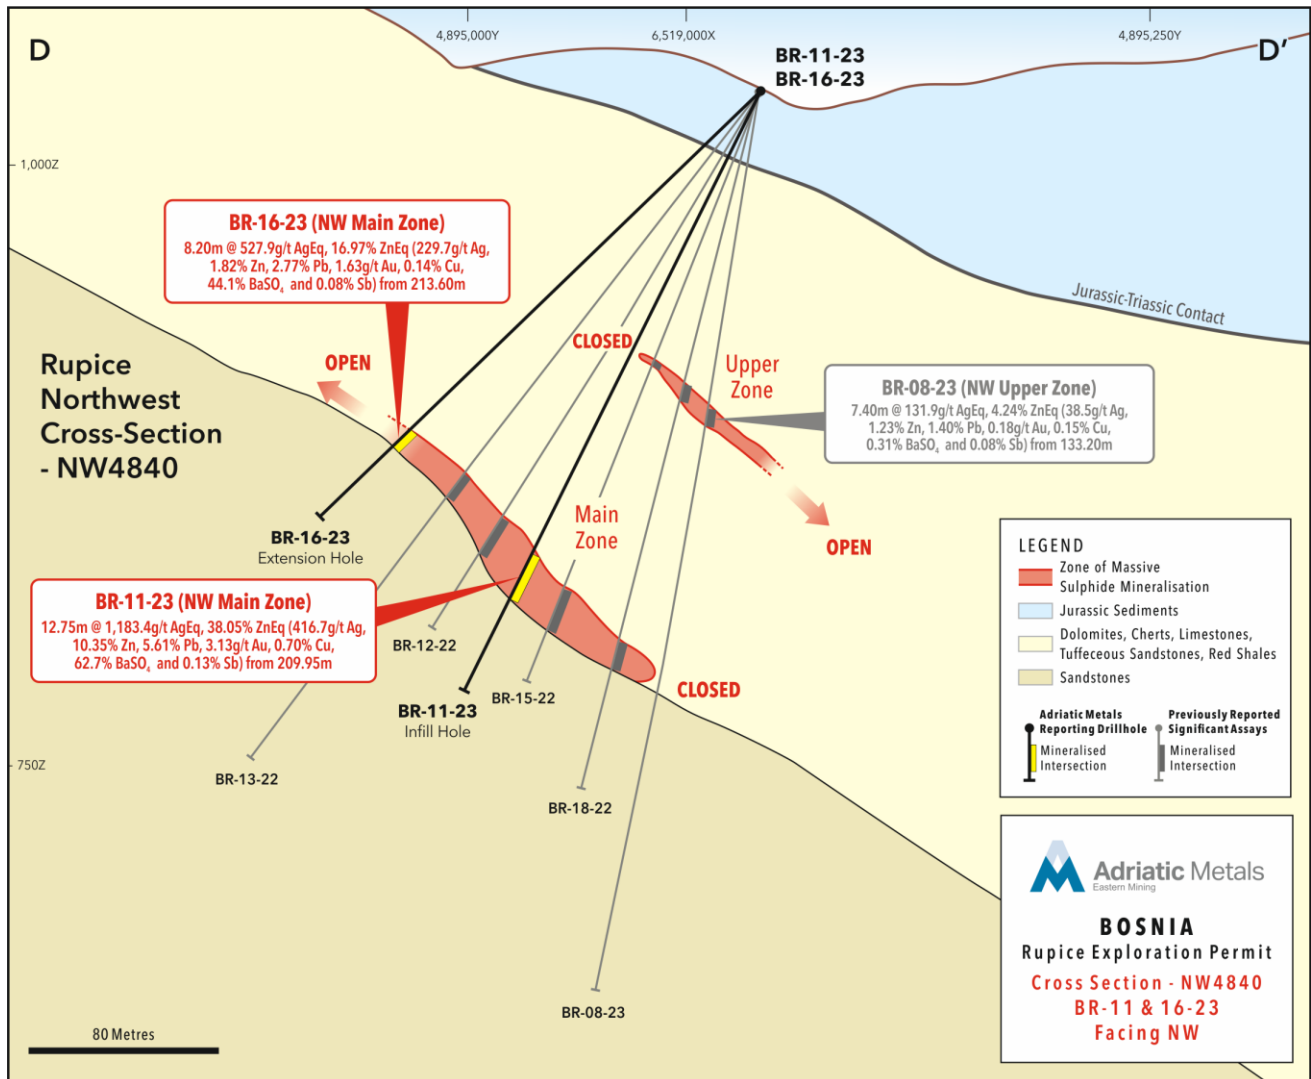 D
4,895,000Y
6,519,000X
4,895,250Y
D'
BR-11-23
BR-16-23
1,000Z
BR-16-23 (NW Main Zone)
8.20m @ 527.9g/t AgEq, 16.97% ZnEq (229.7g/t Ag,
1.82% Zn, 2.77% Pb, 1.63g/t Au, 0.14% Cu,
44.1% BaSO₄ and 0.08% Sb) from 213.60m
Jurassic-Triassic Contact
CLOSED
Upper
Zone
OPEN
Rupice
Northwest
Cross-Section
- NW4840
BR-08-23 (NW Upper Zone)
7.40m @ 131.9g/t AgEq, 4.24% ZnEq (38.5g/t Ag,
1.23% Zn, 1.40% Pb, 0.18g/t Au, 0.15% Cu,
0.31% BaSO₄ and 0.08% Sb) from 133.20m
Main
Zone
OPEN
BR-16-23
Extension Hole
BR-11-23 (NW Main Zone)
12.75m @ 1,183.4g/t AgEq, 38.05% ZnEq (416.7g/t Ag,
10.35% Zn, 5.61% Pb, 3.13g/t Au, 0.70% Cu,
62.7% BaSO₄ and 0.13% Sb) from 209.95m
BR-12-22
CLOSED
BR-15-22
BR-11-23
Infill Hole
750Z
BR-13-22
BR-18-22
BR-08-23
80 Metres
LEGEND
Zone of Massive
Sulphide Mineralisation
Jurassic Sediments
Dolomites, Cherts, Limestones,
Tuffeceous Sandstones, Red Shales
Sandstones
Adriatic Metals
Reporting Drillhole
Mineralised
Intersection
Previously Reported
Significant Assays
Mineralised
Intersection
Adriatic Metals
Eastern Mining
BOSNIA
Rupice Exploration Permit
Cross Section - NW4840
BR-11 & 16-23
Facing NW